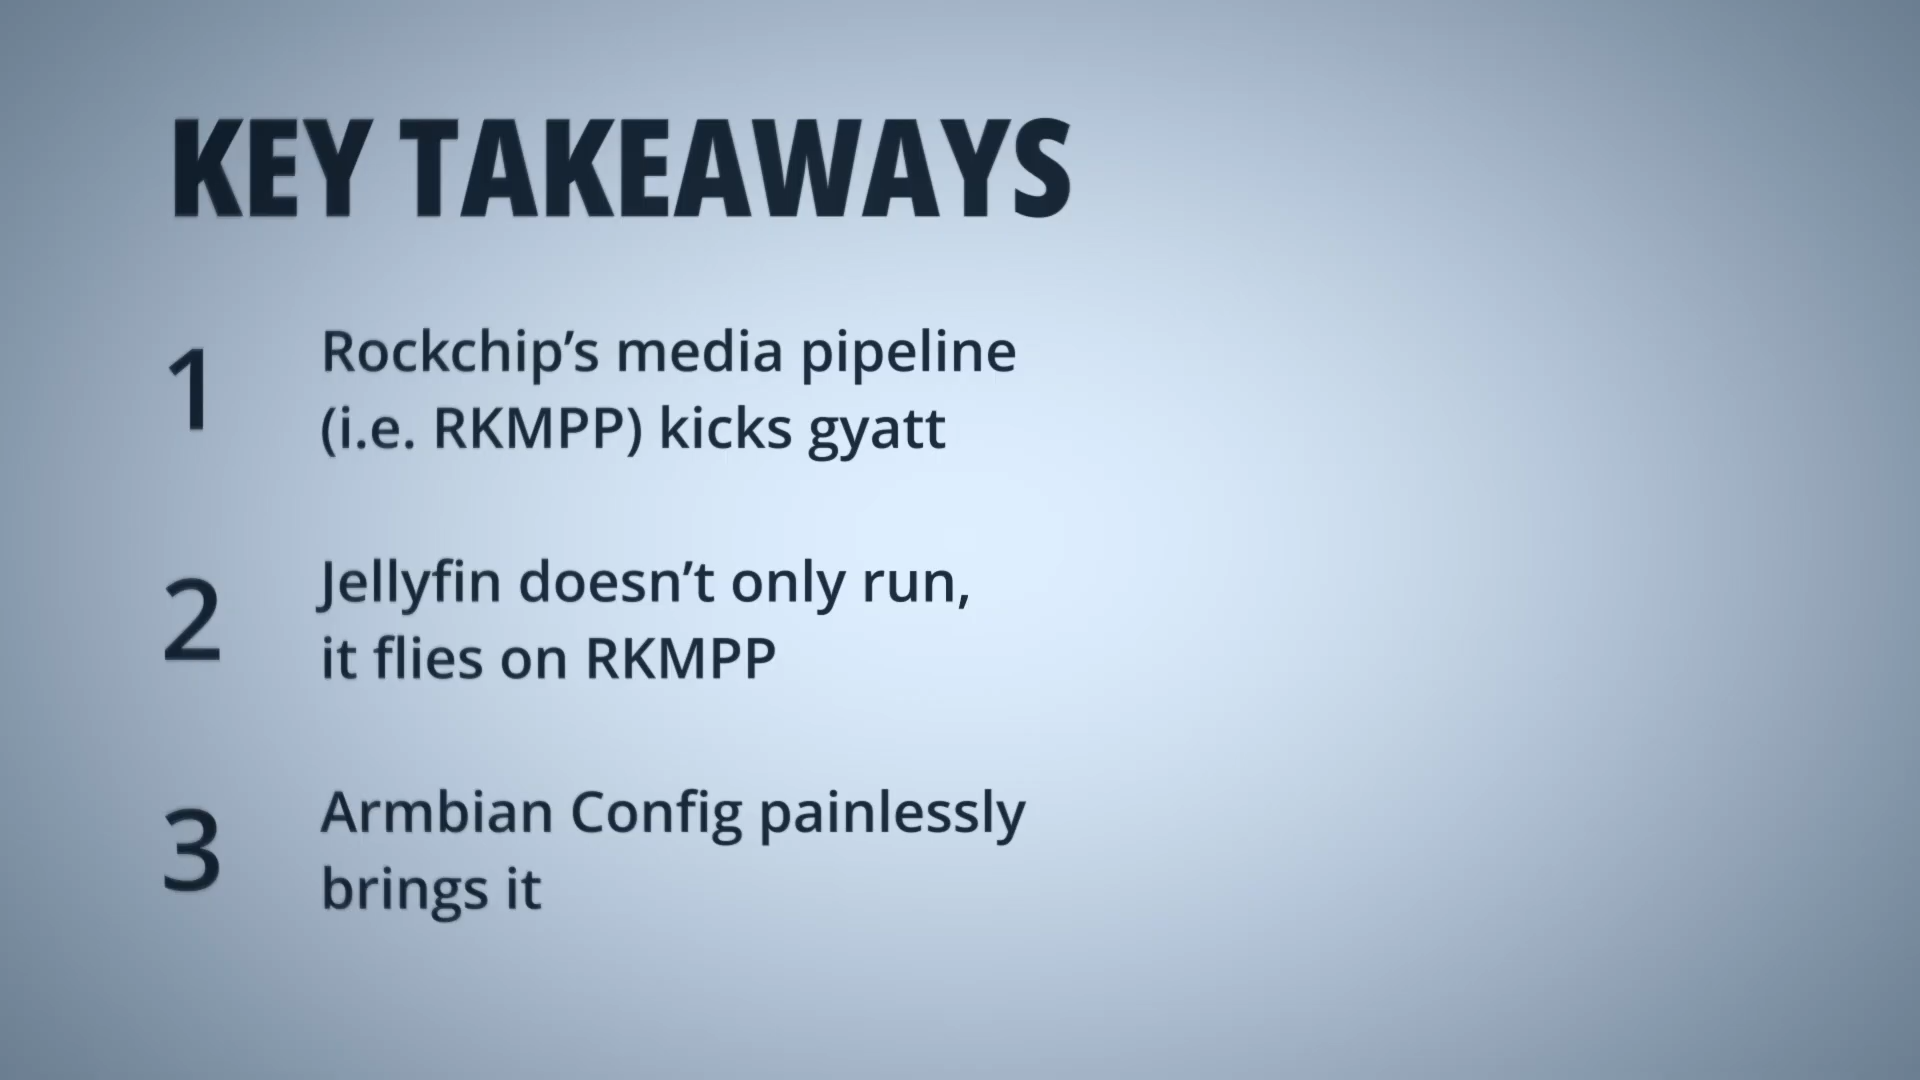 KEY TAKEAWAYS
1
Rockchip’s media pipeline
(i.e. RKMPP) kicks gyatt
2
Jellyfin doesn’t only run,
it flies on RKMPP
3
Armbian Config painlessly
brings it